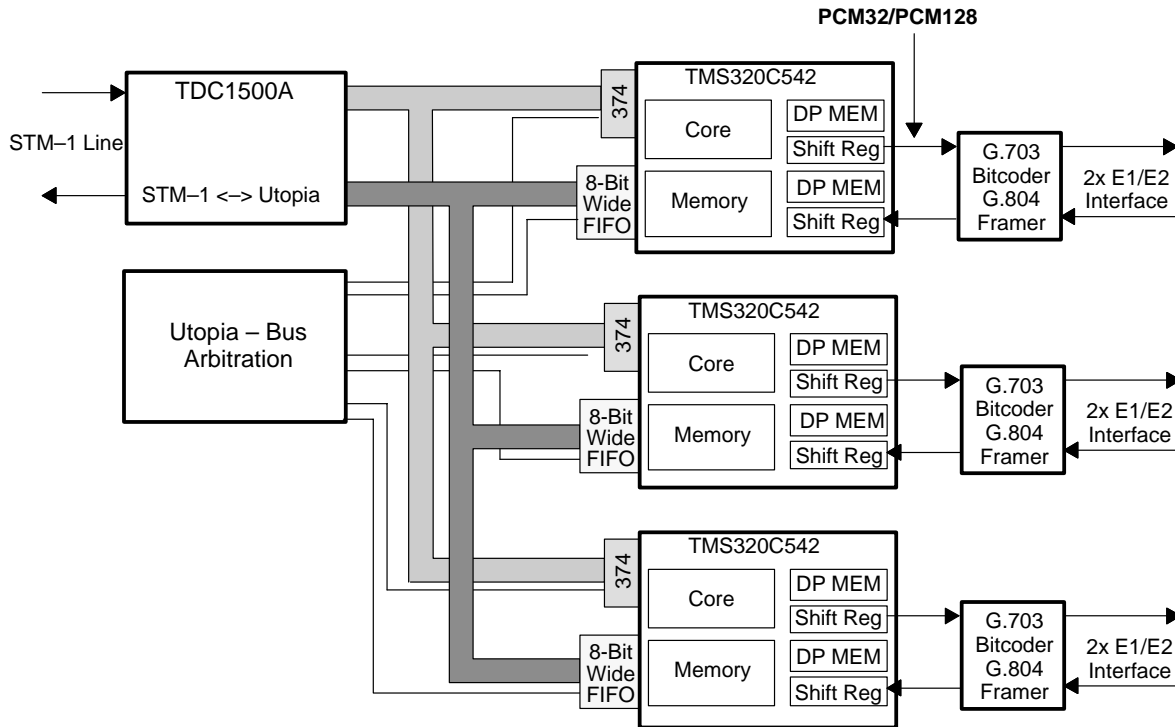 PCM32/PCM128
TDC1500A
STM–1 Line
STM–1 <–> Utopia
Utopia – Bus
Arbitration
374
8-Bit
Wide
FIFO
TMS320C542
Core
Memory
DP MEM
Shift Reg
DP MEM
Shift Reg
G.703
Bitcoder
G.804
Framer
2x E1/E2
Interface
374
8-Bit
Wide
FIFO
TMS320C542
Core
Memory
DP MEM
Shift Reg
DP MEM
Shift Reg
G.703
Bitcoder
G.804
Framer
2x E1/E2
Interface
374
8-Bit
Wide
FIFO
TMS320C542
Core
Memory
DP MEM
Shift Reg
DP MEM
Shift Reg
G.703
Bitcoder
G.804
Framer
2x E1/E2
Interface